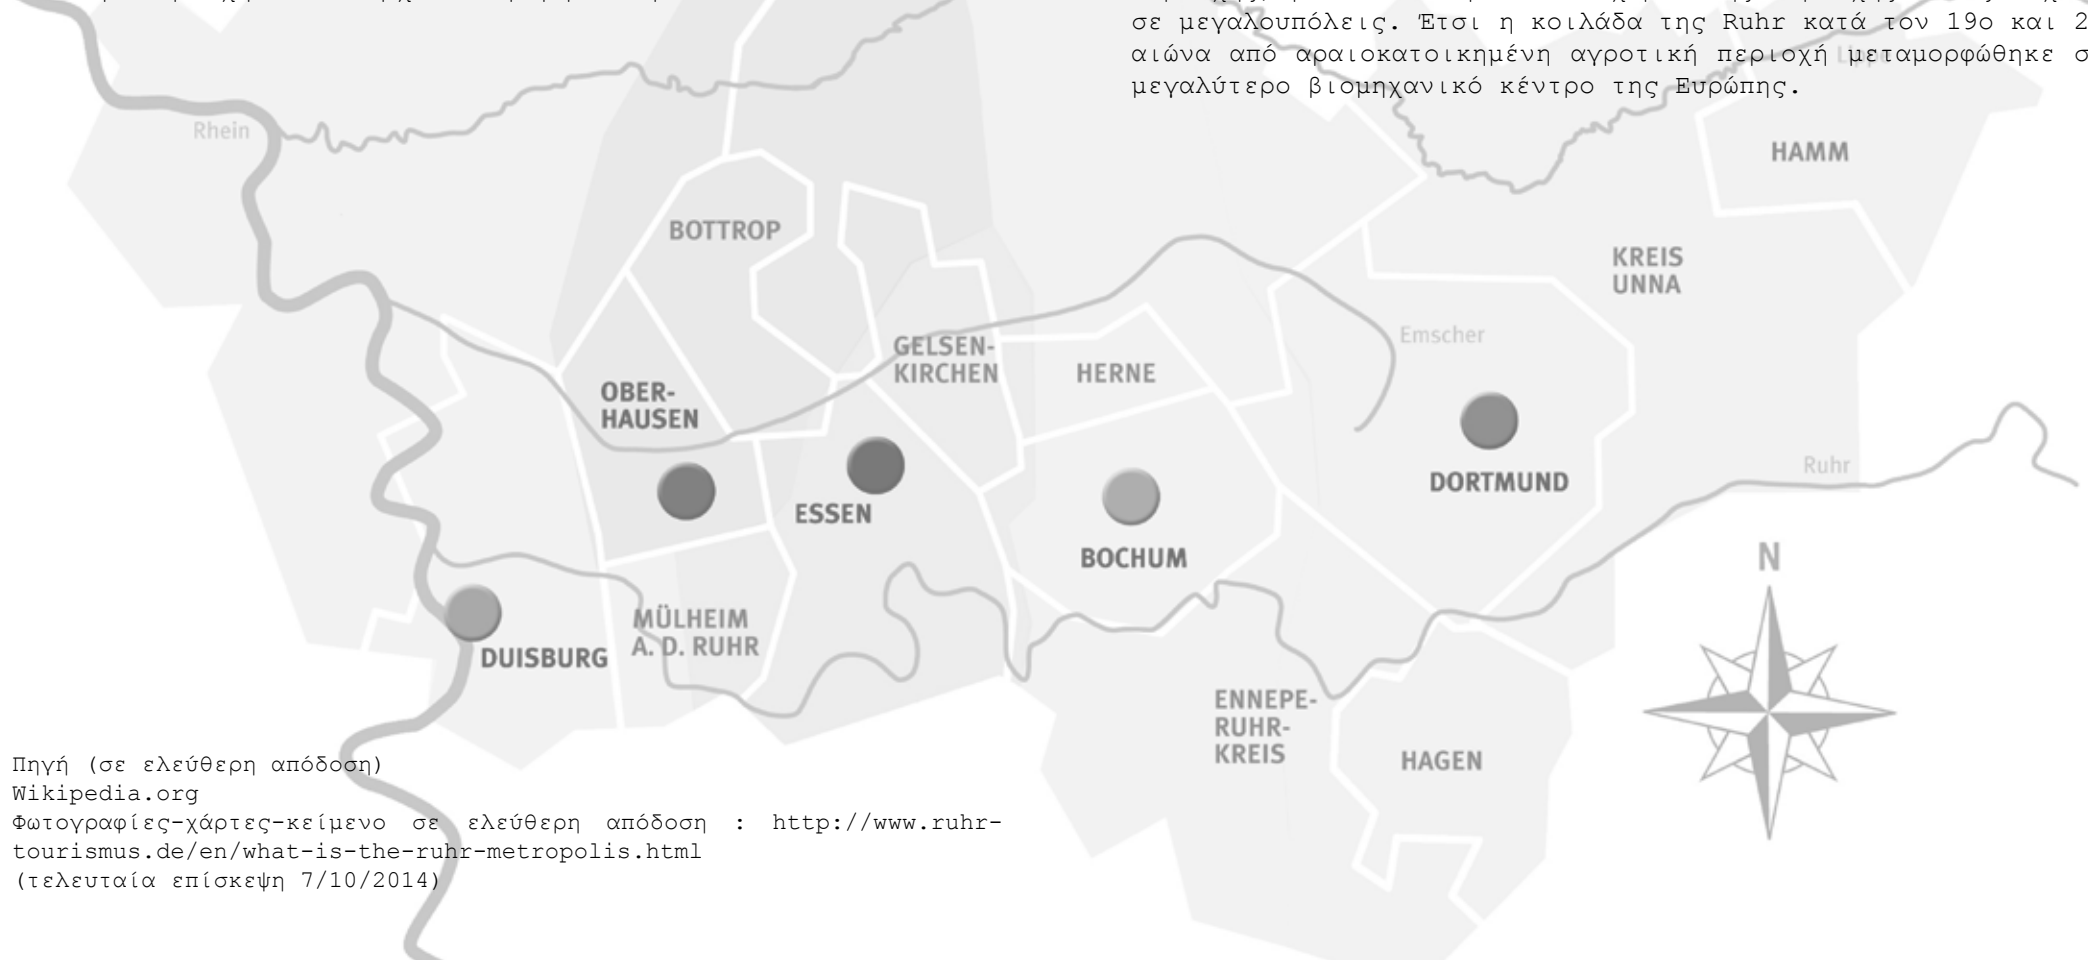 σε μεγαλουπόλεις. Έτσι η κοιλάδα της Ruhr κατά τον 19ο και
αιώνα από αραιοκατοικημένη αγροτική περιοχή μεταμορφώθηκε
μεγαλύτερο βιομηχανικό κέντρο της Ευρώπης.
Lippe
Rhein
HAMM
BOTTROP
KREIS
UNNA
Emscher
GELSEN-
KIRCHEN
HERNE
OBER-
HAUSEN
Ruhr
DORTMUND
ESSEN
BOCHUM
N
MÜLHEIM
A. D. RUHR
DUISBURG
ENNEPE-
RUHR-
KREIS
HAGEN
Πηγή (σε ελεύθερη απόδοση)
Wikipedia.org
Φωτογραφίες-χάρτες-κείμενο σε ελεύθερη απόδοση : http://www.ruhr-
tourismus.de/en/what-is-the-ruhr-metropolis.html
(τελευταία επίσκεψη 7/10/2014)